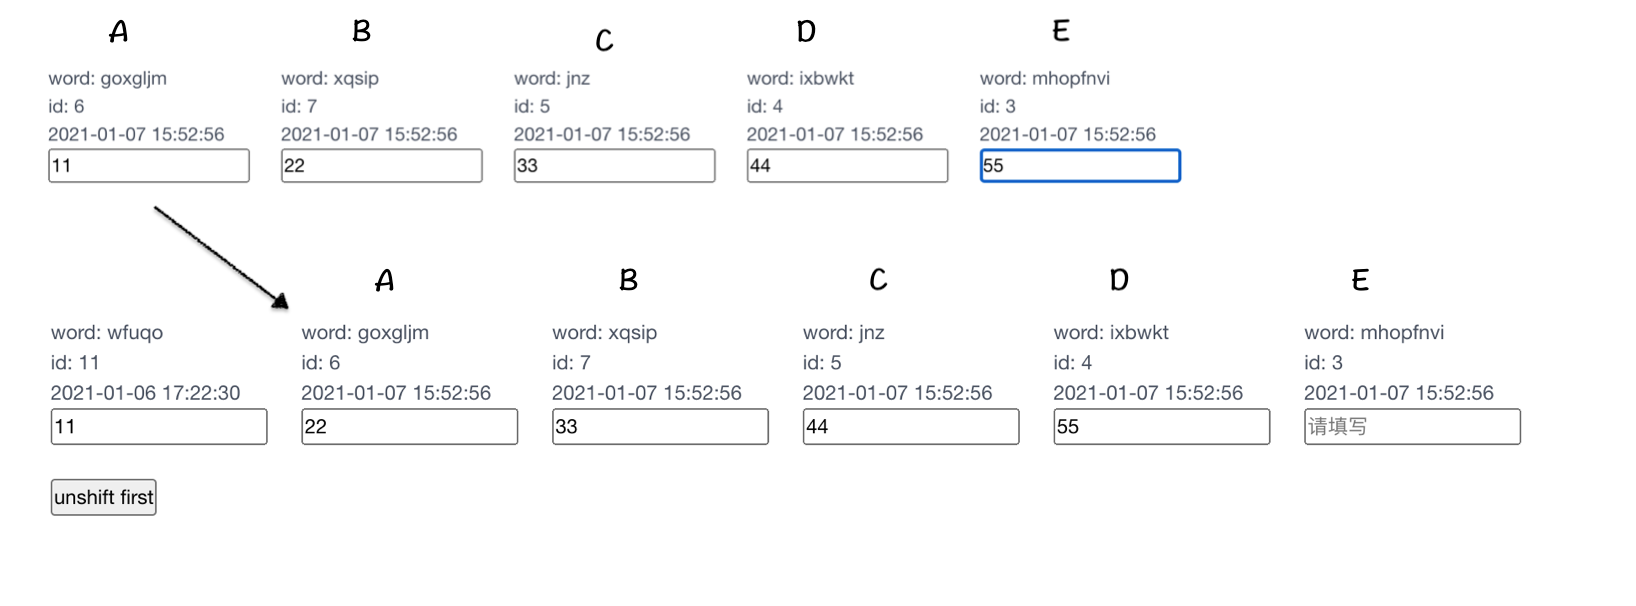 A B C D E
word: goxgljm word: xqsip word: jnz word: ixbwkt word: mhopfnvi
id: 6 id: 7 id: 5 id: 4 id: 3
2021-01-07 15:52:56 2021-01-07 15:52:56 2021-01-07 15:52:56 2021-01-07 15:52:56 2021-01-07 15:52:56
11 22 33 44 55
A B C D E
word: wfuqo word: goxgljm word: xqsip word: jnz word: ixbwkt word: mhopfnvi
id: 11 id: 6 id: 7 id: 5 id: 4 id: 3
2021-01-06 17:22:30 2021-01-07 15:52:56 2021-01-07 15:52:56 2021-01-07 15:52:56 2021-01-07 15:52:56 2021-01-07 15:52:56
11 22 33 44 55 请填写
unshift first